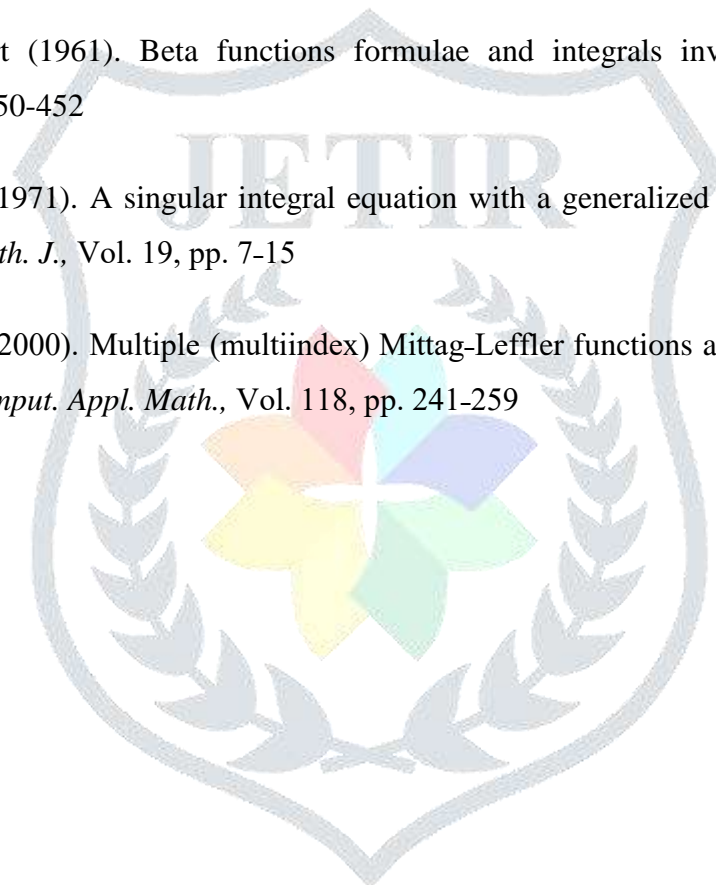 t (1961). Beta functions formulae and integrals inv
50-452
JETIR
1971). A singular integral equation with a generalized
th. J., Vol. 19, pp. 7-15
2000). Multiple (multiindex) Mittag-Leffler functions a
mput. Appl. Math., Vol. 118, pp. 241-259